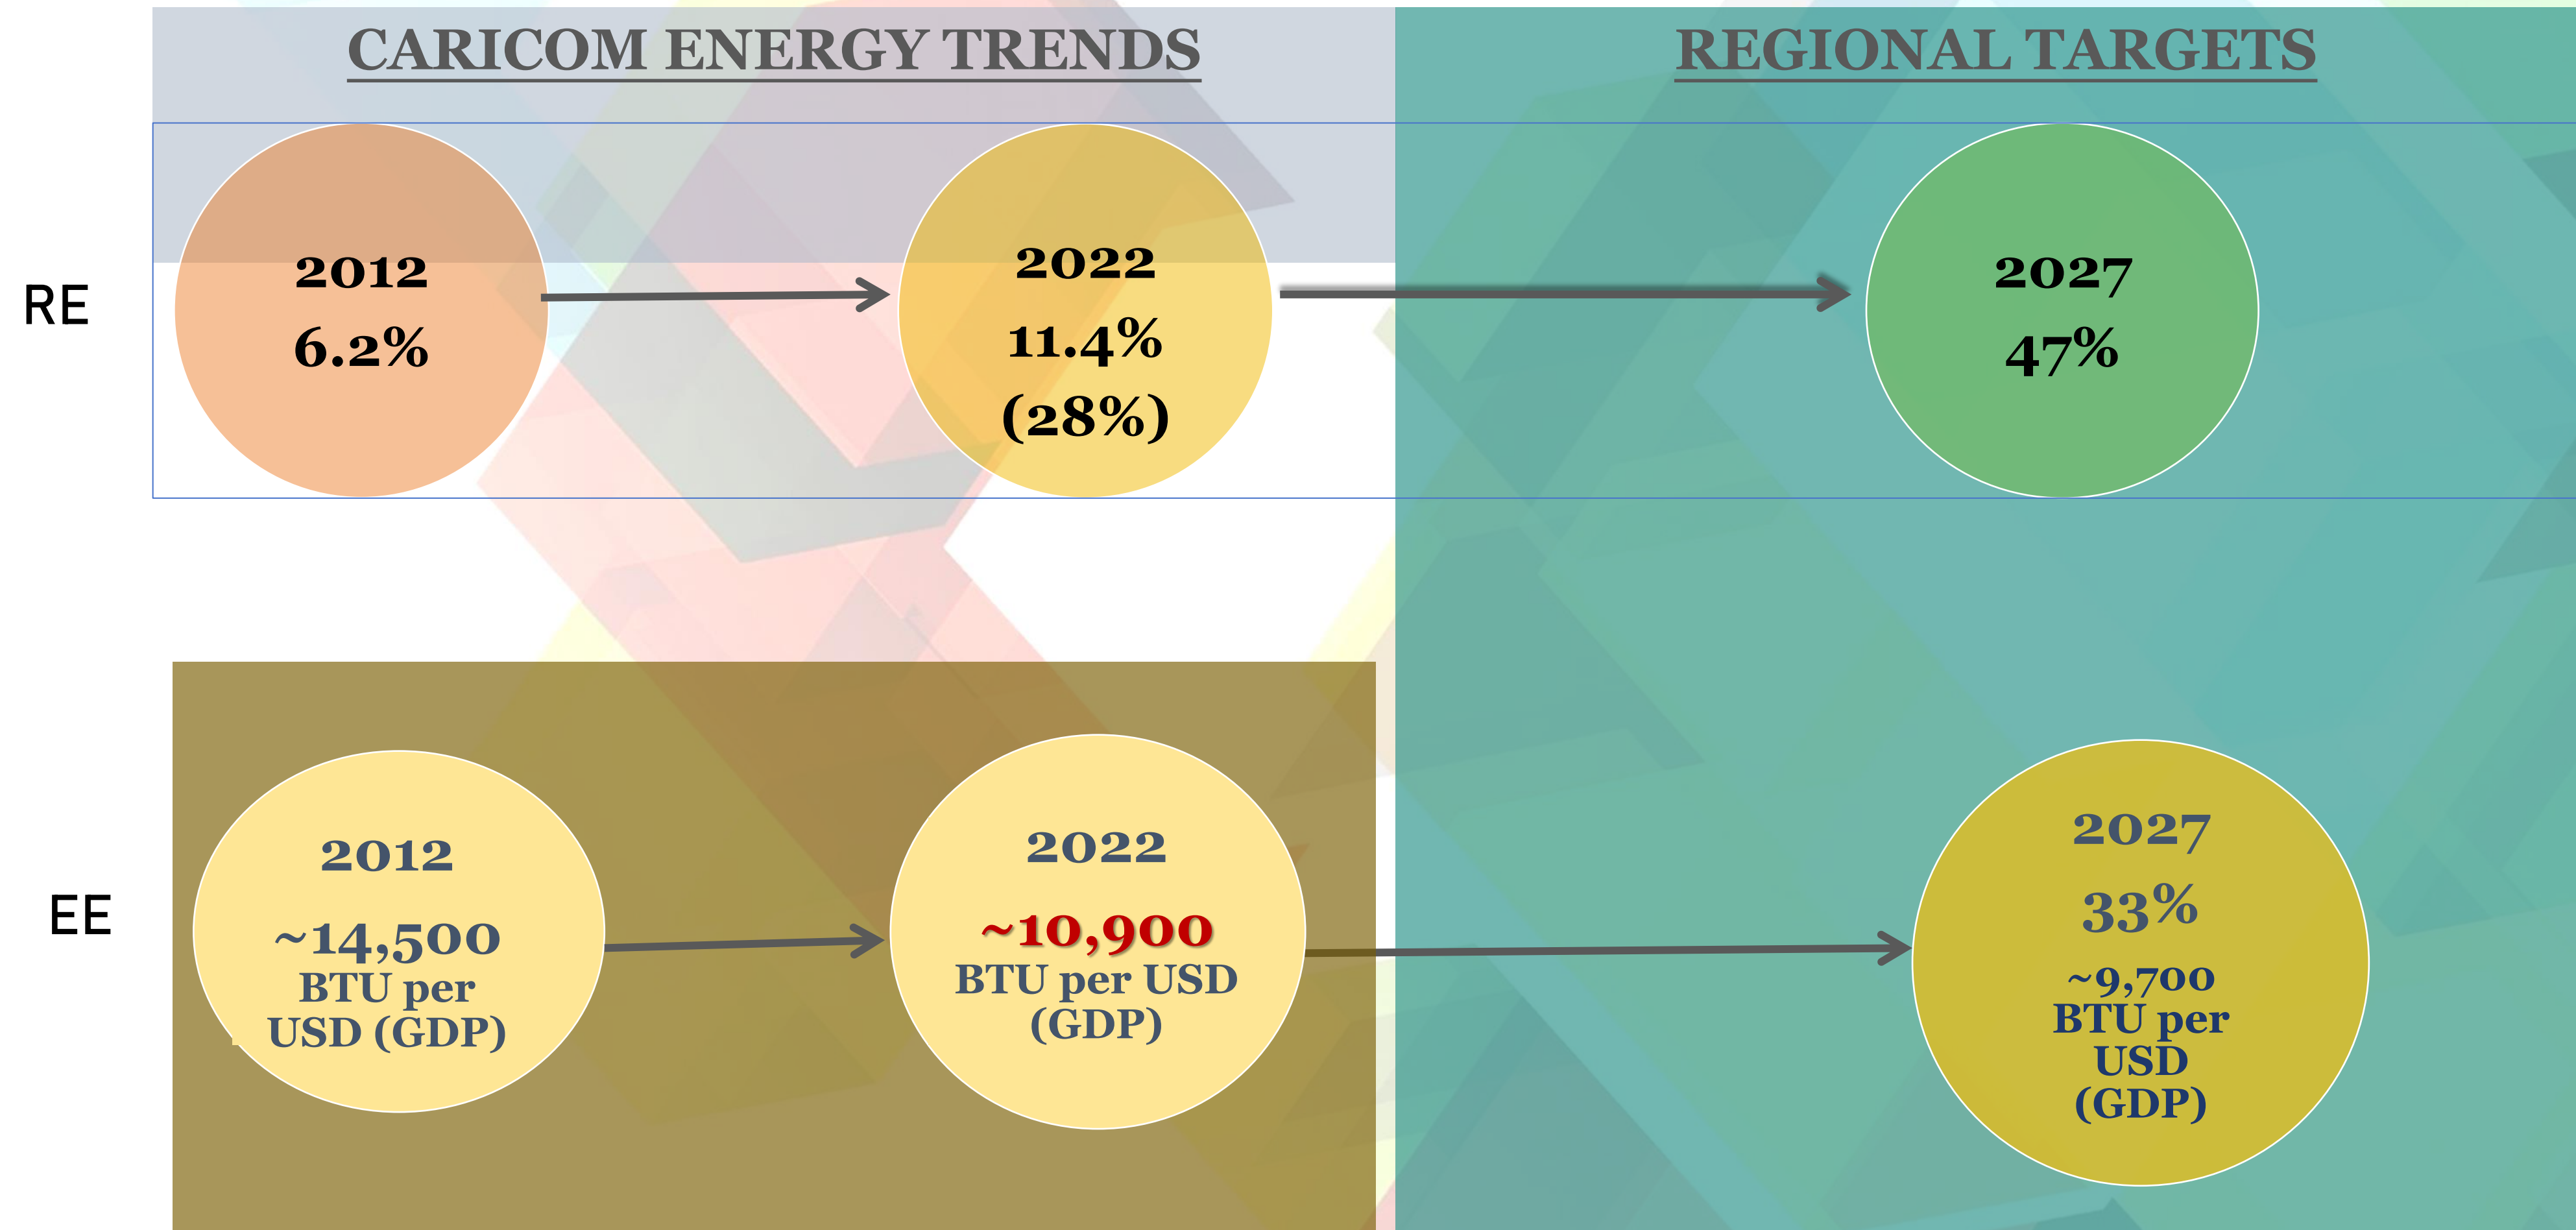 CARICOM ENERGY TRENDS
REGIONAL TARGETS
RE
2012
6.2%
2022
11.4%
(28%)
2027
47%
EE
2012
~14,500
BTU per
USD (GDP)
2022
~10,900
BTU per USD
(GDP)
2027
33%
~9,700
BTU per
USD
(GDP)